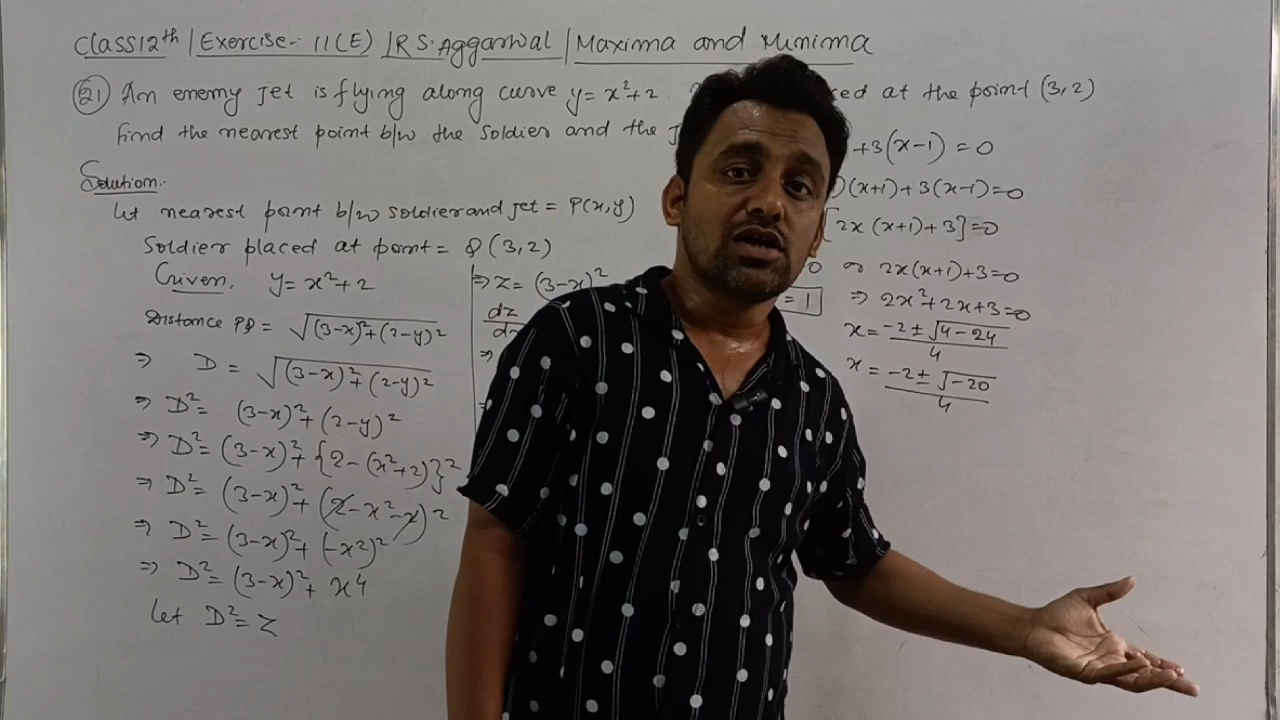 Class 12th | Exercise- 11(E) | R.S. Aggarwal | Maxima and Minima
(21) An enemy jet is flying along curve y = x²+2 ced at the point (3,2)
find the nearest point b/w the soldier and the j
Solution:-
Let nearest point b/w soldier and jet = P(x,y)
Soldier placed at point = Q (3,2)
Given, y = x²+2
Distance PQ = √(3-x)²+(2-y)²
⇒ D = √(3-x)²+(2-y)²
⇒ D² = (3-x)²+(2-y)²
⇒ D² = (3-x)²+{2-(x²+2)}²
⇒ D² = (3-x)²+(2-x²-2)²
⇒ D² = (3-x)²+(-x²)²
⇒ D² = (3-x)²+ x⁴
Let D² = Z
⇒ Z = (3-x)²
dz
⇒
+3(x-1) = 0
)(x+1)+3(x-1)=0
[2x(x+1)+3]=0
0 or 2x(x+1)+3=0
= 1 ⇒ 2x²+2x+3=0
x = -2±√4-24/4
x = -2±√-20/4